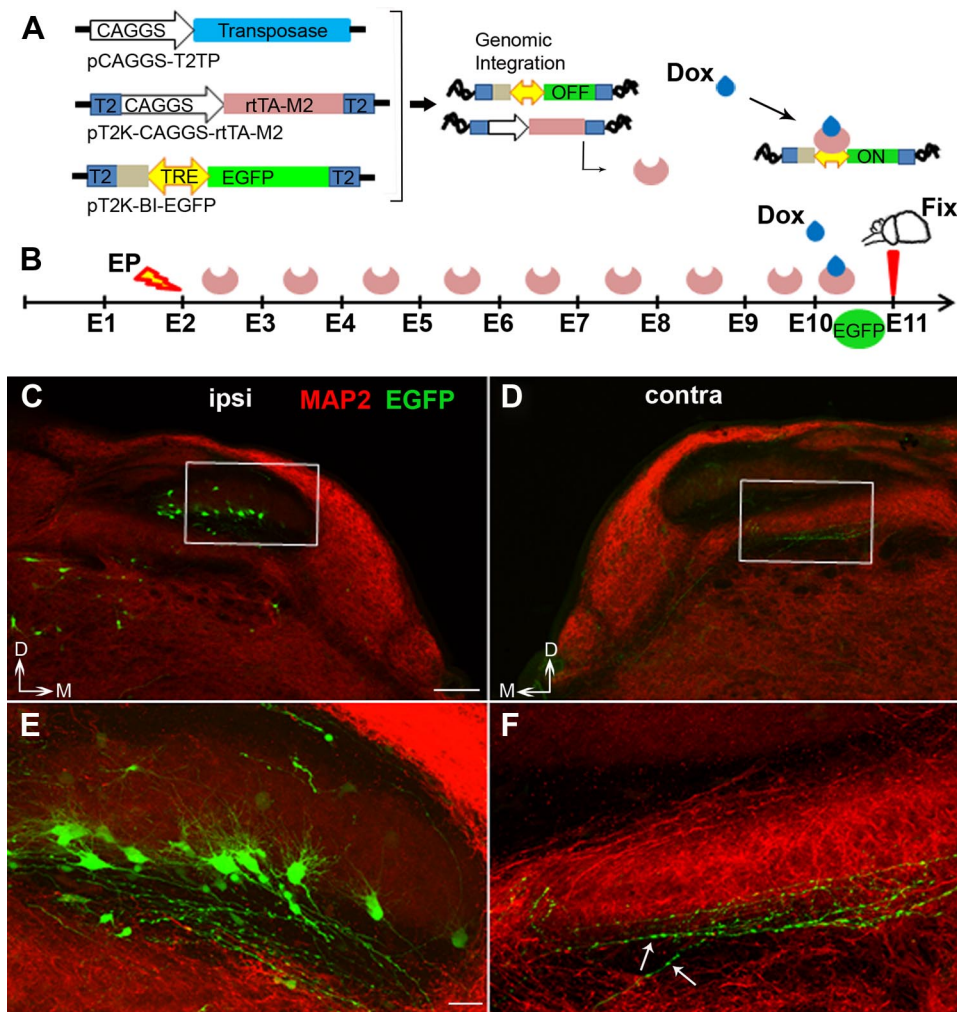 A
CAGGS Transposase
pCAGGS-T2TP
T2 CAGGS rtTA-M2 T2
pT2K-CAGGS-rtTA-M2
T2 TRE EGFP T2
pT2K-BI-EGFP
Genomic
Integration
OFF
Dox
ON
B
EP
Dox
Fix
E1 E2 E3 E4 E5 E6 E7 E8 E9 E10 E11
EGFP
C ipsi MAP2 EGFP
D
M
D contra
D
M
E
F